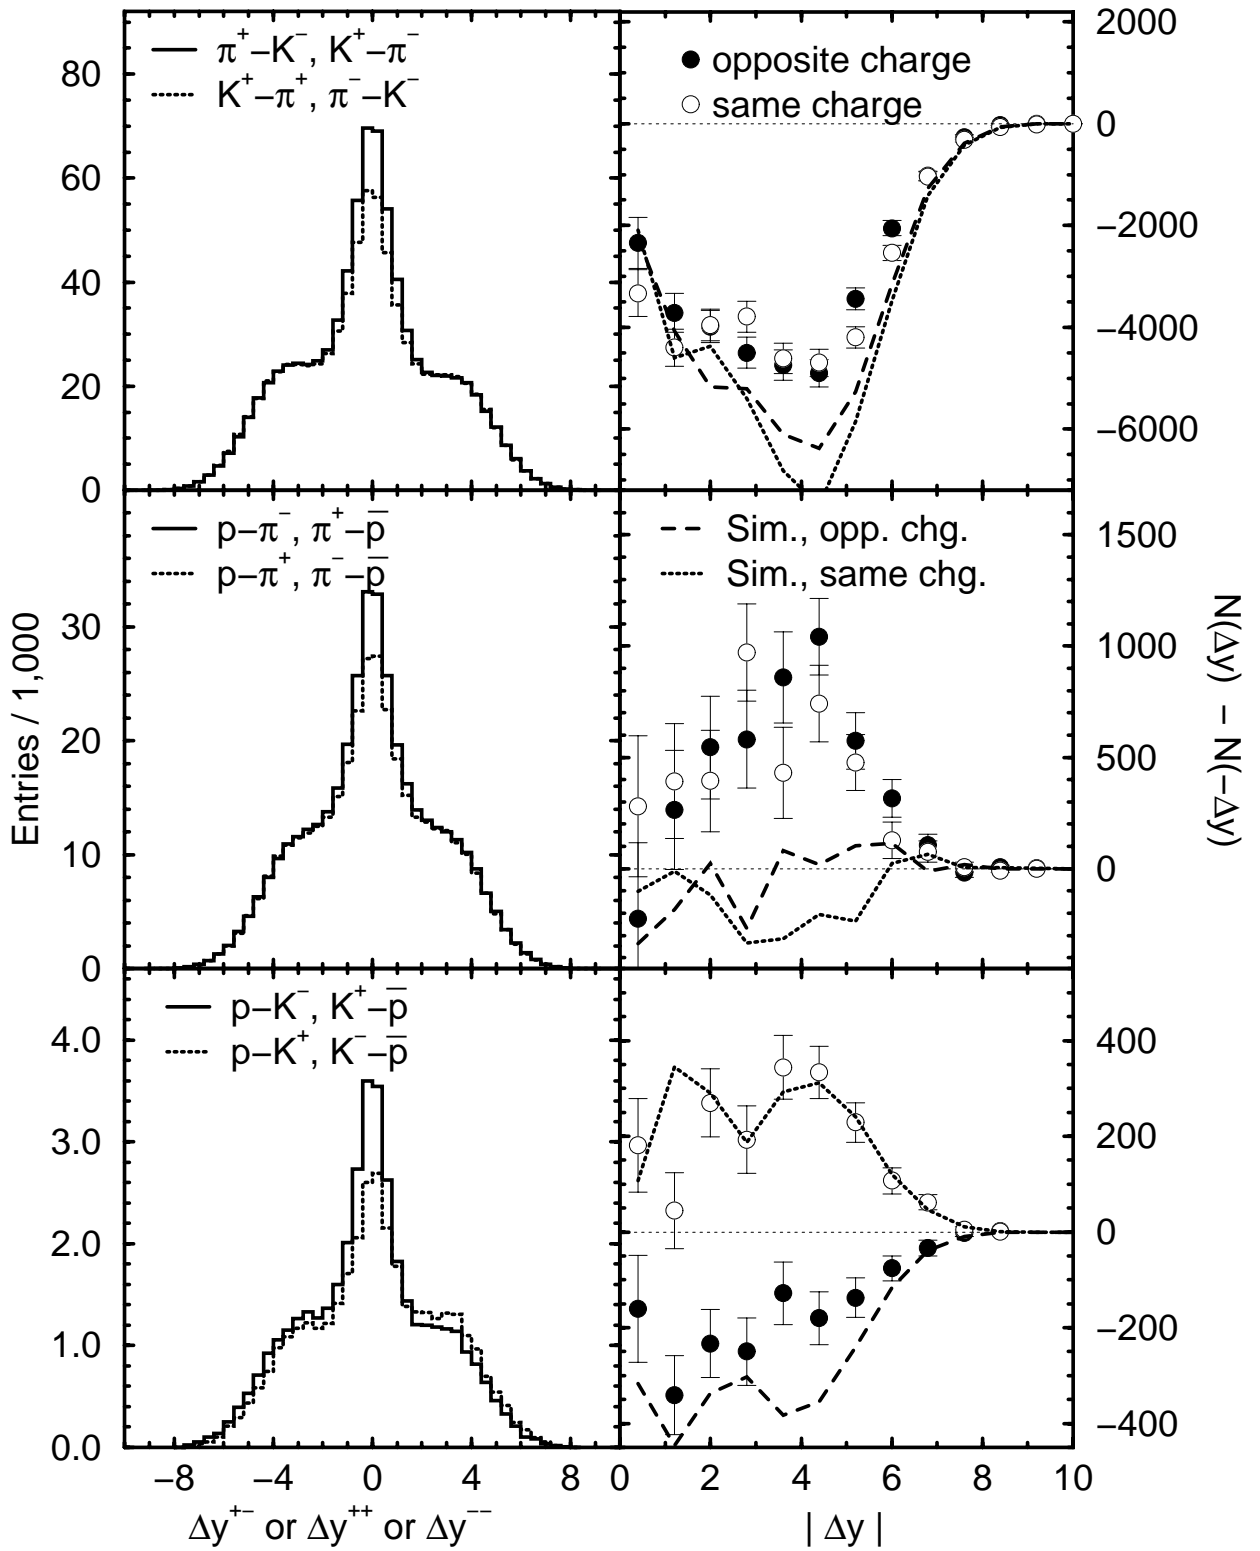 π⁺–K⁻, K⁺–π⁻
K⁺–π⁺, π⁻–K⁻
80
60
40
20
0
opposite charge
same charge
2000
0
−2000
−4000
−6000
p–π⁻, π⁺–p̅
p–π⁺, π⁻–p̅
30
20
10
0
Sim., opp. chg.
Sim., same chg.
1500
1000
500
0
p–K⁻, K⁺–p̅
p–K⁺, K⁻–p̅
4.0
3.0
2.0
1.0
0.0
400
200
0
−200
−400
Entries / 1,000
N(Δy) – N(–Δy)
−8 −4 0 4 8
0 2 4 6 8 10
Δy⁺⁻ or Δy⁺⁺ or Δy⁻⁻
| Δy |